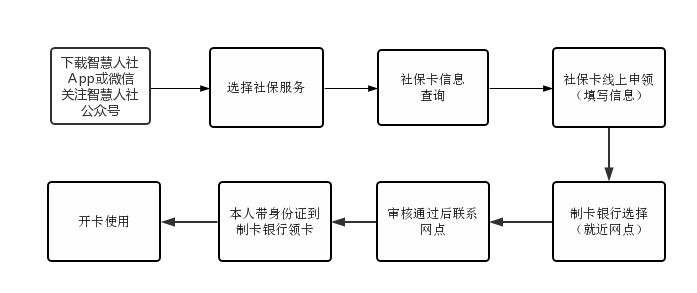 下载智慧人社
App或微信
关注智慧人社
公众号
选择社保服务
社保卡信息
查询
社保卡线上申领
（填写信息）
制卡银行选择
（就近网点）
审核通过后联系
网点
本人带身份证到
制卡银行领卡
开卡使用